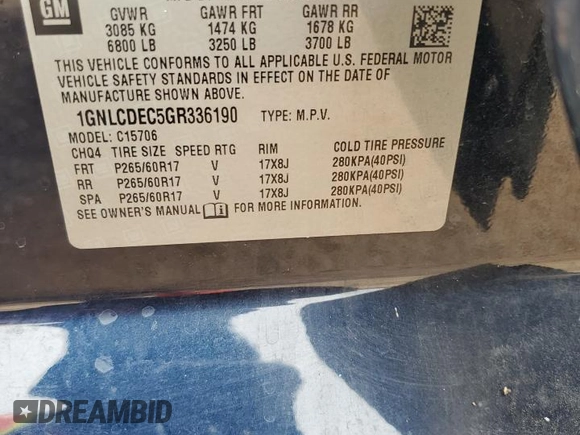 GM
GVWR GAWR FRT GAWR RR
3085 KG 1474 KG 1678 KG
6800 LB 3250 LB 3700 LB
THIS VEHICLE CONFORMS TO ALL APPLICABLE U.S. FEDERAL MOTOR
VEHICLE SAFETY STANDARDS IN EFFECT ON THE DATE OF
MANUFACTURE SHOWN ABOVE.
1GNLCDEC5GR336190 TYPE: M.P.V.
MODEL: C15706
CHQ4 TIRE SIZE SPEED RTG RIM COLD TIRE PRESSURE
FRT P265/60R17 V 17X8J 280KPA(40PSI)
RR P265/60R17 V 17X8J 280KPA(40PSI)
SPA P265/60R17 V 17X8J 280KPA(40PSI)
SEE OWNER'S MANUAL FOR MORE INFORMATION.
DREAMBID